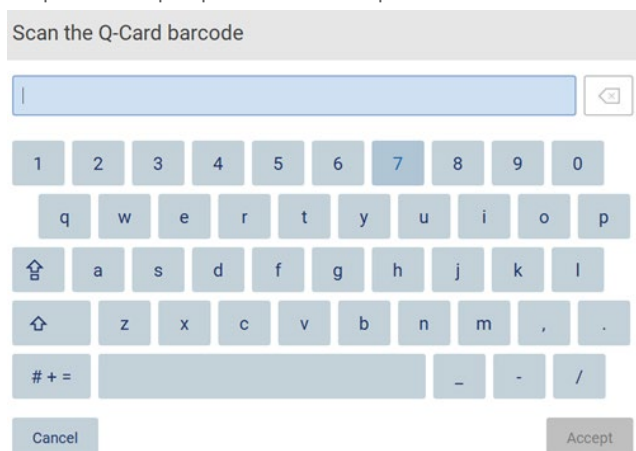 Scan the Q-Card barcode
1 2 3 4 5 6 7 8 9 0
q w e r t y u i o p
a s d f g h j k l
z x c v b n m , .
# + = _ - /
Cancel Accept